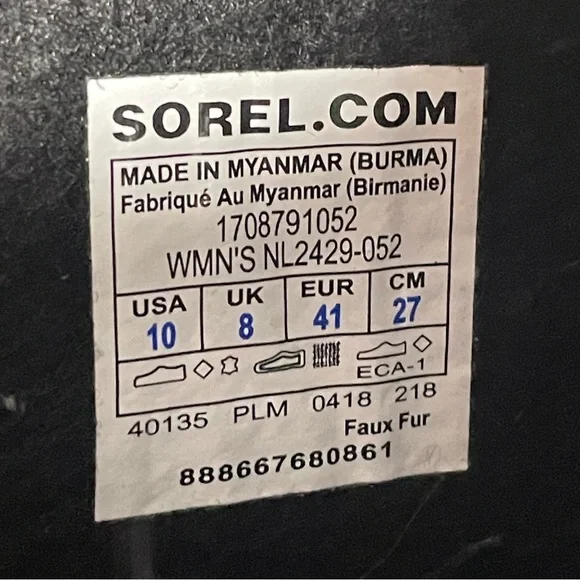 SOREL.COM
MADE IN MYANMAR (BURMA)
Fabriqué Au Myanmar (Birmanie)
1708791052
WMN'S NL2429-052
USA UK EUR CM
10 8 41 27
ECA-1
40135 PLM 0418 218
Faux Fur
888667680861